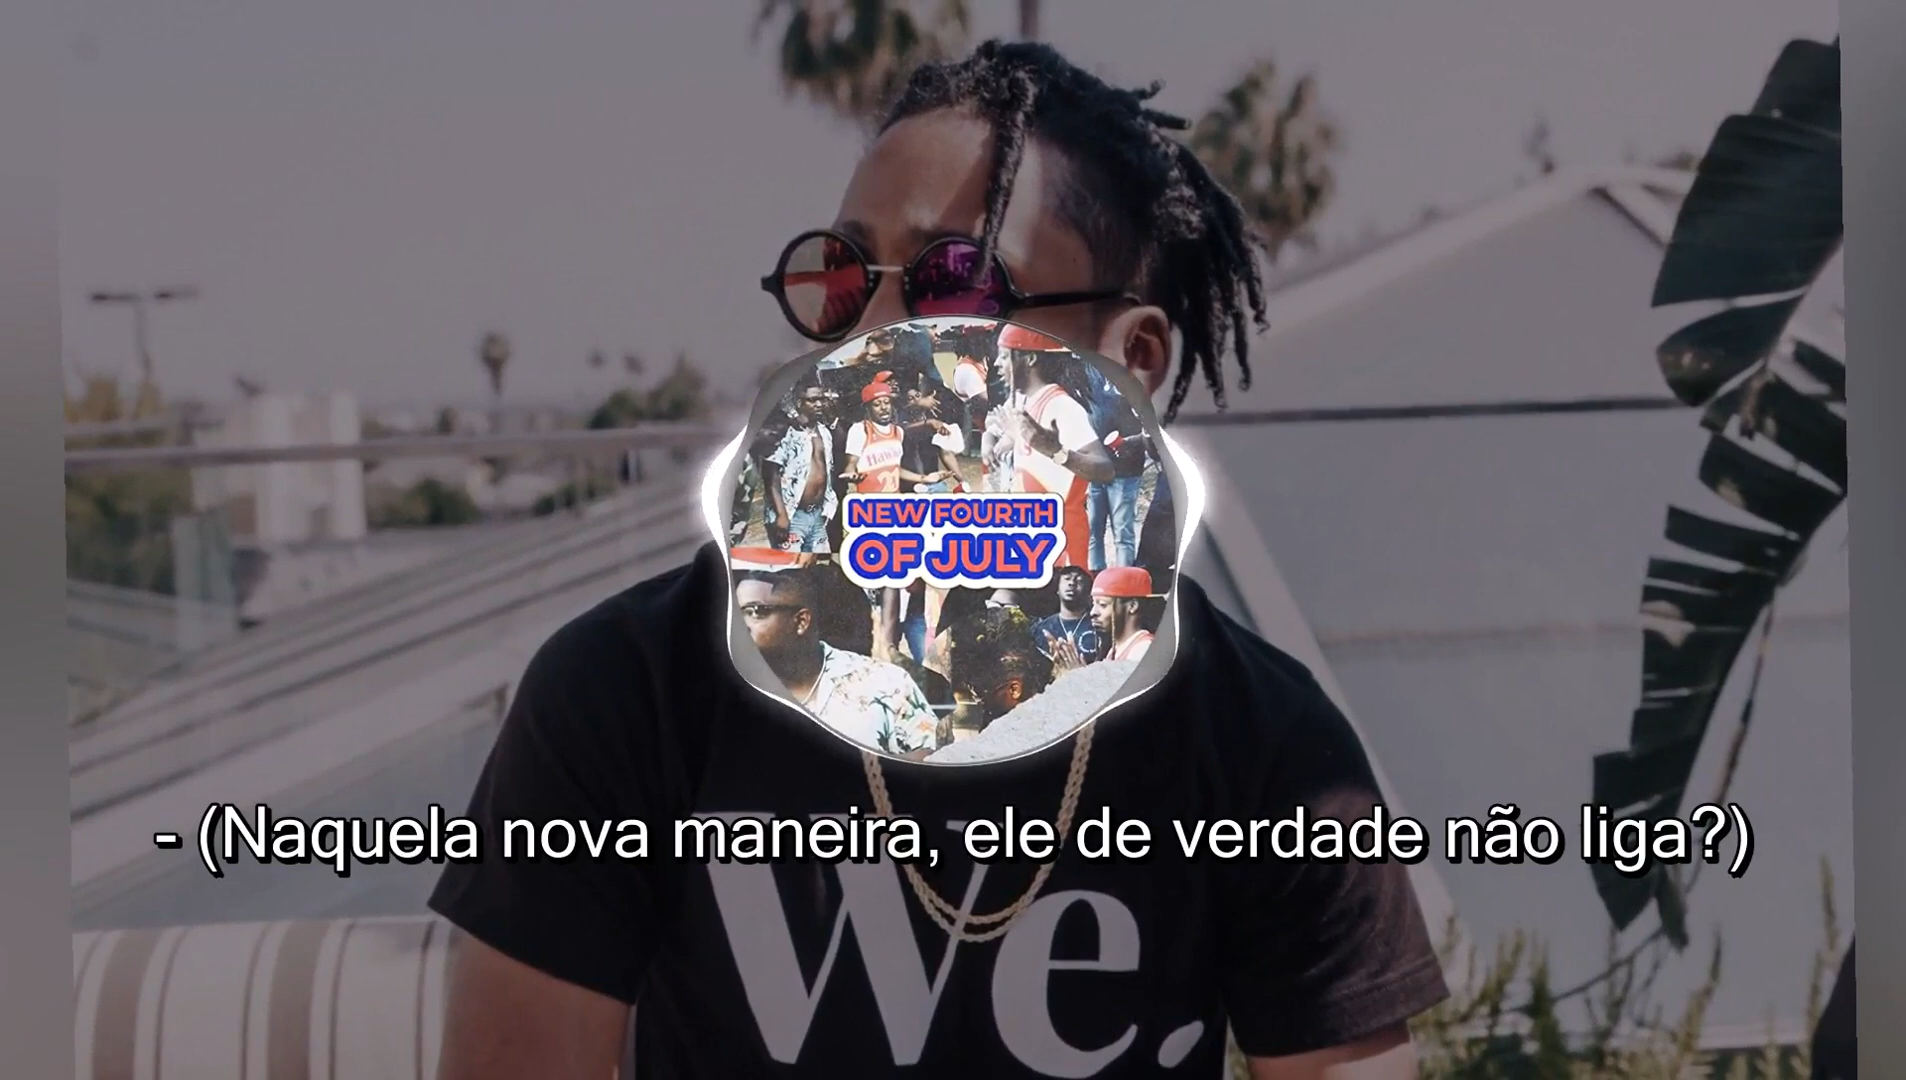 NEW FOURTH
OF JULY
- (Naquela nova maneira, ele de verdade não liga?)
We.